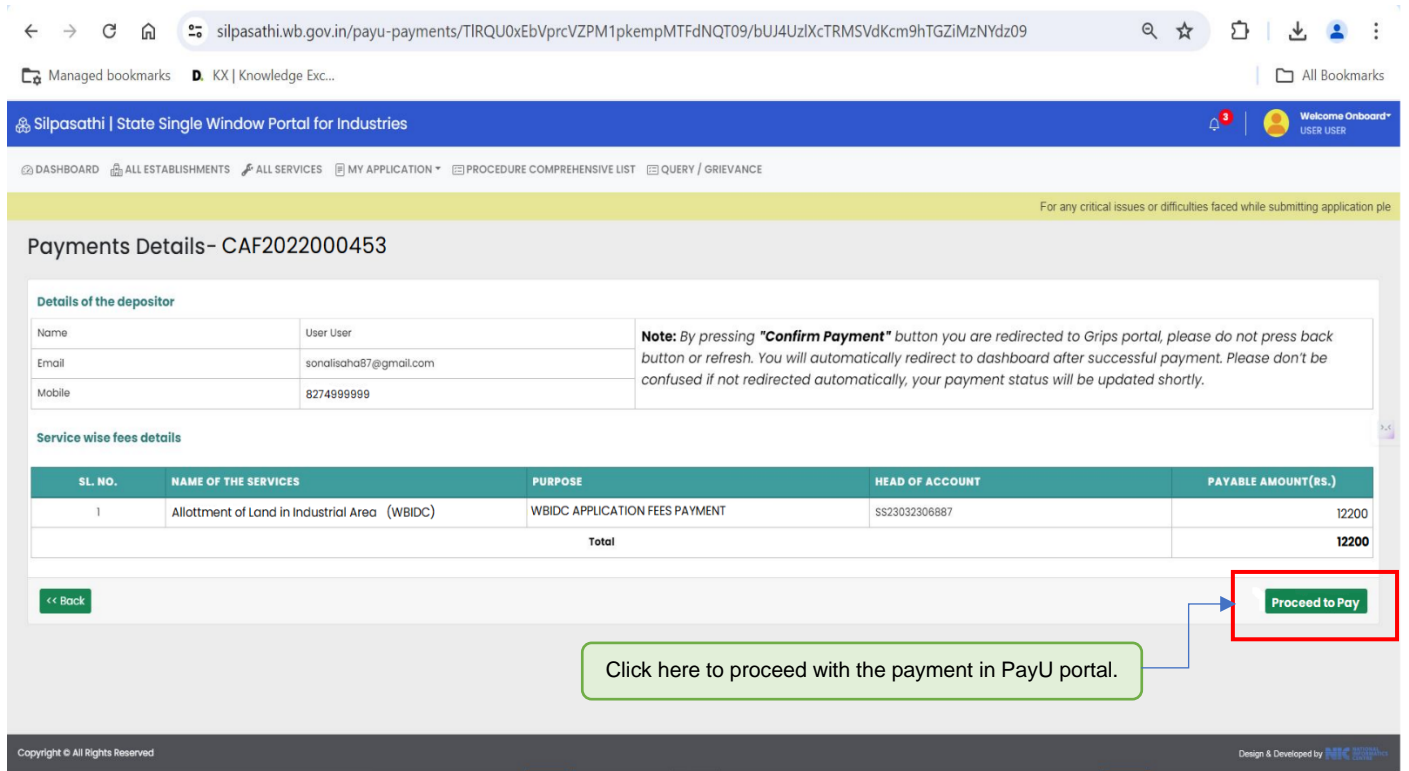 silpasathi.wb.gov.in/payu-payments/TlRQU0xEbVprcVZPM1pkempMTFdNQT09/bUJ4UzlXcTRMSVdKcm9hTGZiMzNYdz09
Managed bookmarks D. KX | Knowledge Exc... All Bookmarks
Silpasathi | State Single Window Portal for Industries 3 Welcome Onboard
USER USER
DASHBOARD ALL ESTABLISHMENTS ALL SERVICES MY APPLICATION PROCEDURE COMPREHENSIVE LIST QUERY / GRIEVANCE
For any critical issues or difficulties faced while submitting application ple
Payments Details- CAF2022000453
Details of the depositor
Name User User
Email sonalisaha87@gmail.com
Mobile 8274999999
Note: By pressing "Confirm Payment" button you are redirected to Grips portal, please do not press back
button or refresh. You will automatically redirect to dashboard after successful payment. Please don't be
confused if not redirected automatically, your payment status will be updated shortly.
Service wise fees details
SL. NO. NAME OF THE SERVICES PURPOSE HEAD OF ACCOUNT PAYABLE AMOUNT(RS.)
1 Allottment of Land in Industrial Area (WBIDC) WBIDC APPLICATION FEES PAYMENT SS23032306887 12200
Total 12200
<< Back Proceed to Pay
Click here to proceed with the payment in PayU portal.
Copyright © All Rights Reserved Design & Developed by NIC